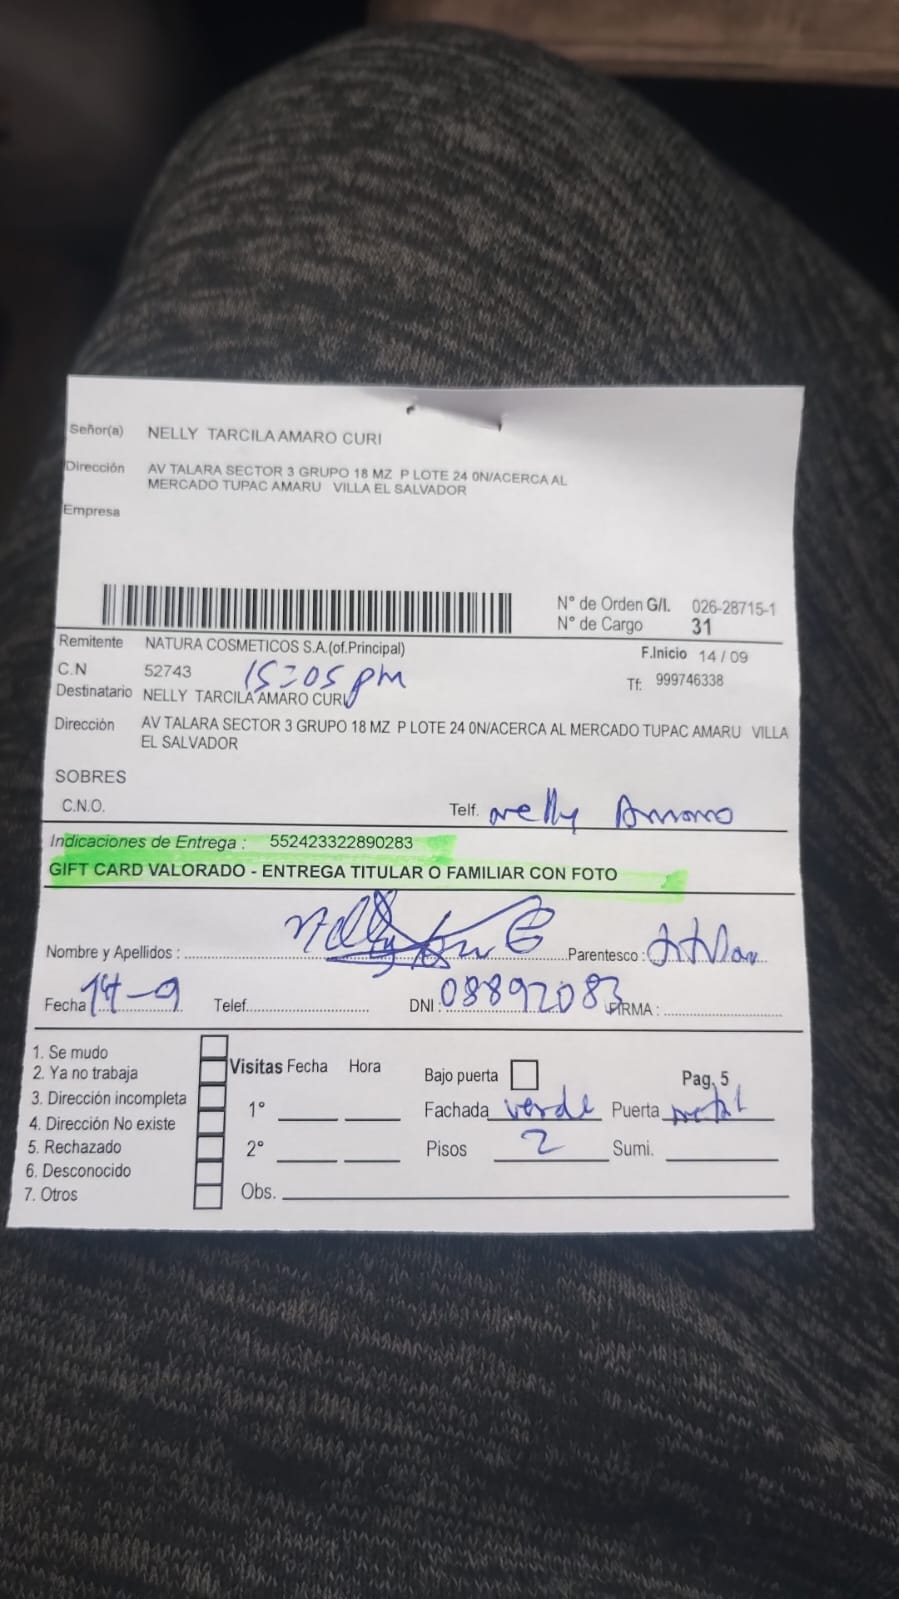 Señor(a) NELLY TARCILA AMARO CURI
Dirección AV TALARA SECTOR 3 GRUPO 18 MZ P LOTE 24 0N/ACERCA AL
MERCADO TUPAC AMARU VILLA EL SALVADOR
Empresa
N° de Orden G/I. 026-28715-1
N° de Cargo 31
Remitente NATURA COSMETICOS S.A.(of.Principal)
F.Inicio 14 / 09
C.N 52743 15:05 pm
Tf: 999746338
Destinatario NELLY TARCILA AMARO CURI
Dirección AV TALARA SECTOR 3 GRUPO 18 MZ P LOTE 24 0N/ACERCA AL MERCADO TUPAC AMARU VILLA
EL SALVADOR
SOBRES
C.N.O. Telf. Nelly Amaro
Indicaciones de Entrega : 552423322890283
GIFT CARD VALORADO - ENTREGA TITULAR O FAMILIAR CON FOTO
Nombre y Apellidos : Parentesco : titular
Fecha 14-9 Telef. DNI: 08892083 FIRMA :
1. Se mudo
2. Ya no trabaja
3. Dirección incompleta
4. Dirección No existe
5. Rechazado
6. Desconocido
7. Otros
Visitas Fecha Hora
1°
2°
Obs.
Bajo puerta Pag. 5
Fachada verde Puerta metal
Pisos 2 Sumi.